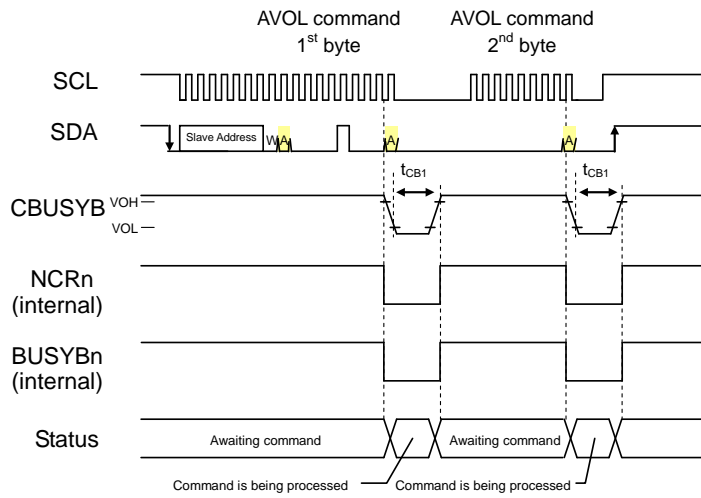 AVOL command
1st byte
AVOL command
2nd byte
SCL
SDA
Slave Address
W
A
A
A
tCB1
tCB1
CBUSYB
VOH
VOL
NCRn
(internal)
BUSYBn
(internal)
Status
Awaiting command
Awaiting command
Command is being processed
Command is being processed